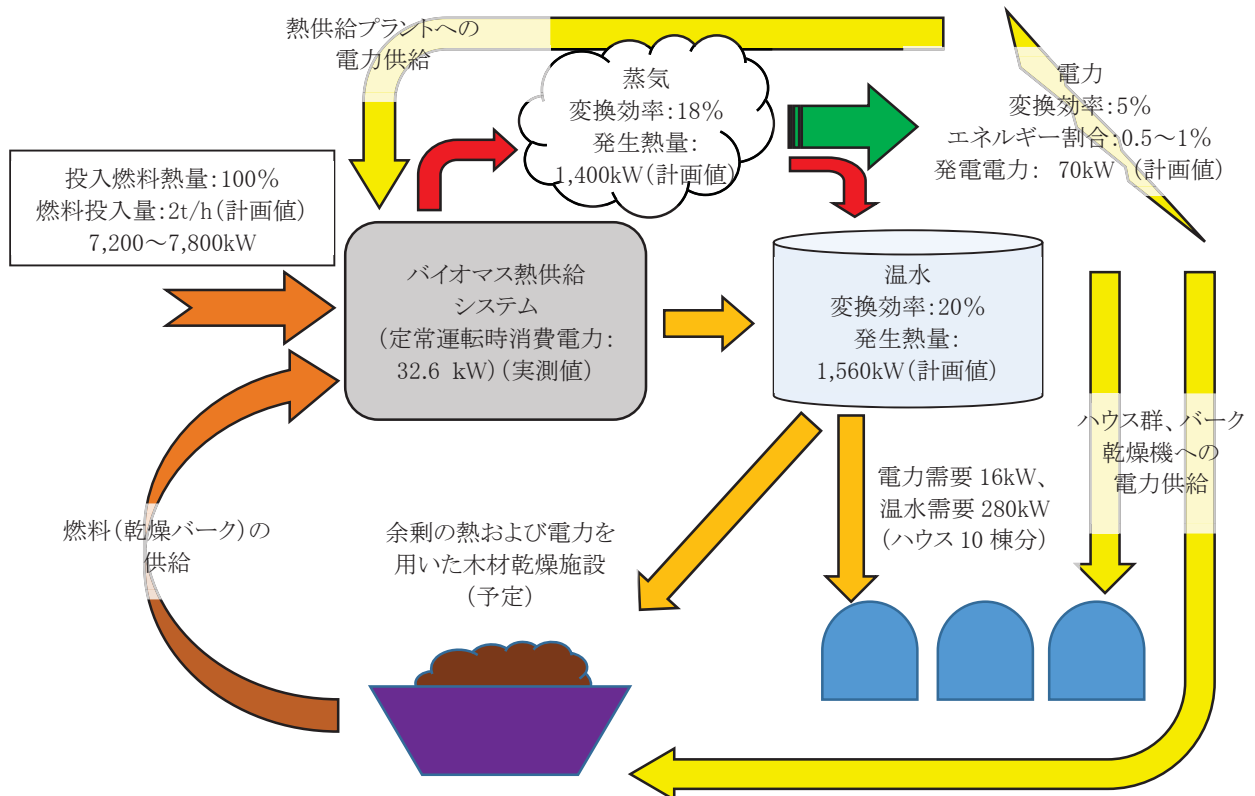 熱供給プラントへの
電力供給
蒸気
変換効率:18%
発生熱量:
1,400kW(計画値)
電力
変換効率:5%
エネルギー割合:0.5~1%
発電電力: 70kW (計画値)
投入燃料熱量:100%
燃料投入量:2t/h(計画値)
7,200~7,800kW
バイオマス熱供給
システム
(定常運転時消費電力:
32.6 kW)(実測値)
温水
変換効率:20%
発生熱量:
1,560kW(計画値)
ハウス群、バーク
乾燥機への
電力供給
電力需要 16kW、
温水需要 280kW
(ハウス 10 棟分)
燃料(乾燥バーク)の
供給
余剰の熱および電力を
用いた木材乾燥施設
(予定)